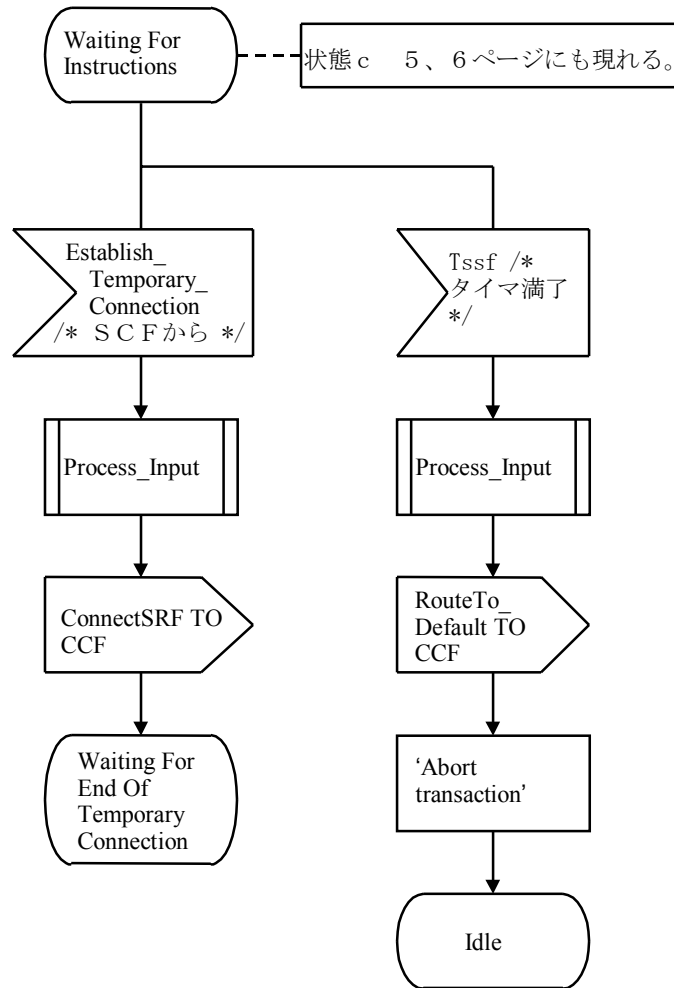 Waiting For
Instructions
状態ｃ　５、６ページにも現れる。
Establish_
Temporary_
Connection
/* ＳＣＦから */
Tssf /*
タイマ満了
*/
Process_Input
Process_Input
ConnectSRF TO
CCF
RouteTo_
Default TO
CCF
Waiting For
End Of
Temporary
Connection
‘Abort
transaction’
Idle